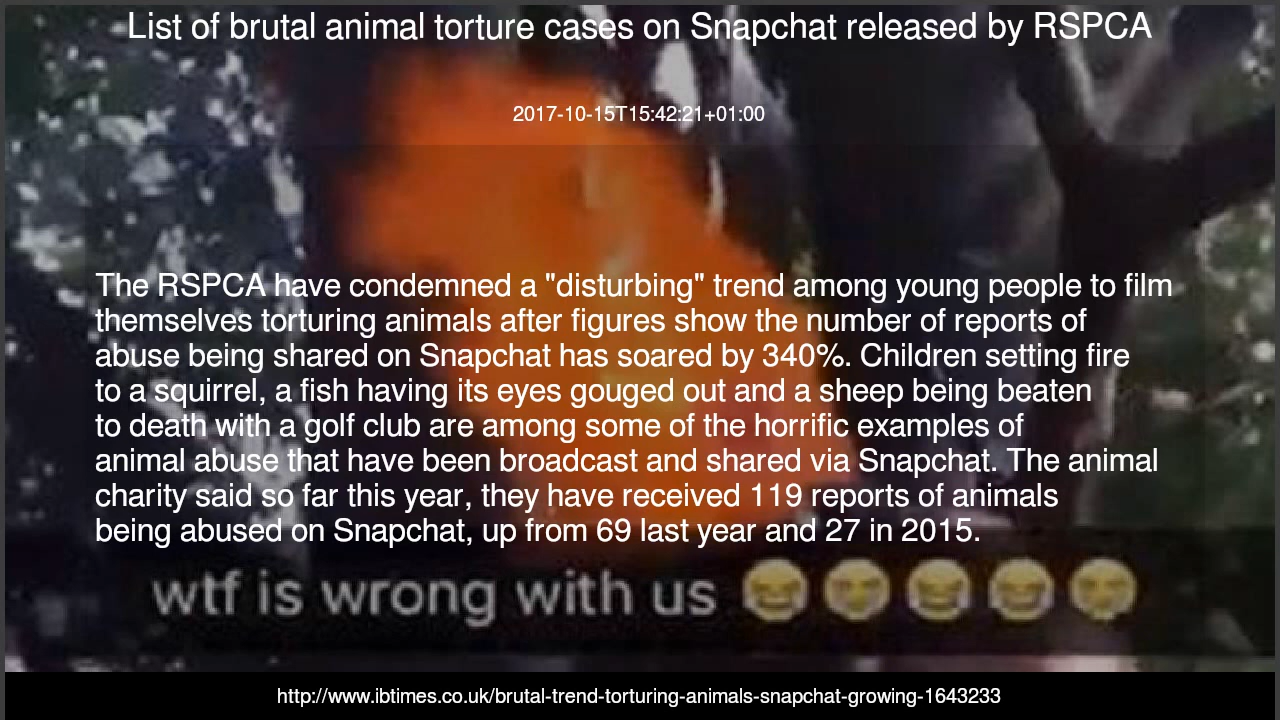 List of brutal animal torture cases on Snapchat released by RSPCA
2017-10-15T15:42:21+01:00
The RSPCA have condemned a "disturbing" trend among young people to film
themselves torturing animals after figures show the number of reports of
abuse being shared on Snapchat has soared by 340%. Children setting fire
to a squirrel, a fish having its eyes gouged out and a sheep being beaten
to death with a golf club are among some of the horrific examples of
animal abuse that have been broadcast and shared via Snapchat. The animal
charity said so far this year, they have received 119 reports of animals
being abused on Snapchat, up from 69 last year and 27 in 2015.
wtf is wrong with us 😂😂😂😂😂
http://www.ibtimes.co.uk/brutal-trend-torturing-animals-snapchat-growing-1643233